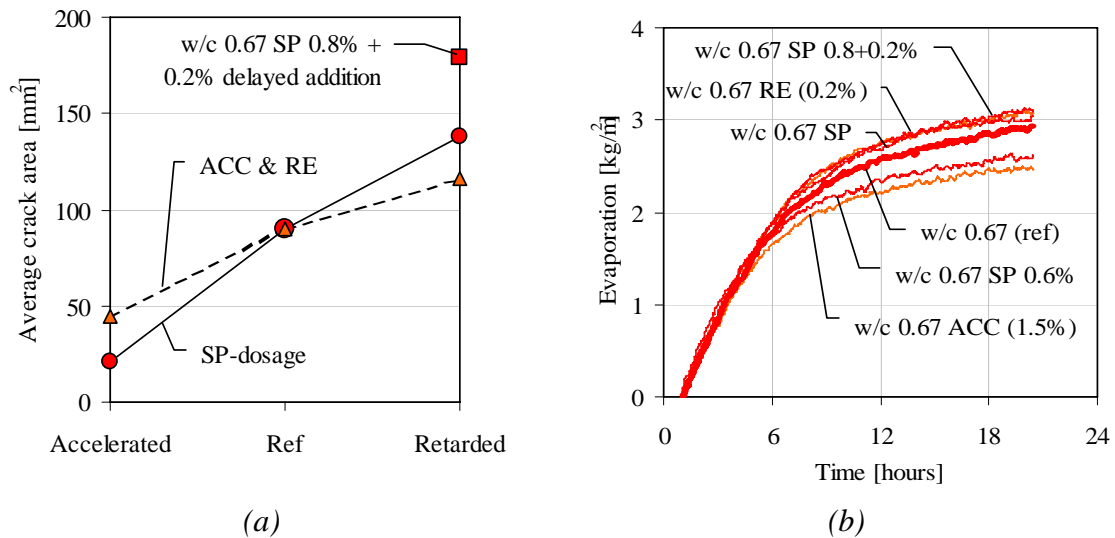 200
150
100
50
0
Average crack area [mm²]
w/c 0.67 SP 0.8% +
0.2% delayed addition
ACC & RE
SP-dosage
Accelerated
Ref
Retarded
(a)
4
3
2
1
0
Evaporation [kg/m²]
w/c 0.67 SP 0.8+0.2%
w/c 0.67 RE (0.2%)
w/c 0.67 SP
w/c 0.67 (ref)
w/c 0.67 SP 0.6%
w/c 0.67 ACC (1.5%)
0
6
12
18
24
Time [hours]
(b)